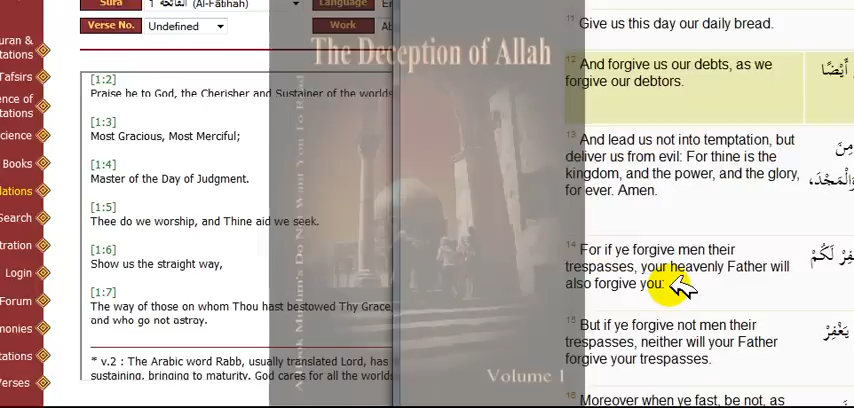 Sura
1 الفاتحة (Al-Fatihah)
Language
Verse No.
Undefined
Work
uran &
tations
Tafsirs
ence of
tations
cience
Books
lations
Search
tration
Login
Forum
monies
tations
erses
[1:2]
Praise be to God, the Cherisher and Sustainer of the worlds
[1:3]
Most Gracious, Most Merciful;
[1:4]
Master of the Day of Judgment.
[1:5]
Thee do we worship, and Thine aid we seek.
[1:6]
Show us the straight way,
[1:7]
The way of those on whom Thou hast bestowed Thy Grace,
and who go not astray.
* v.2 : The Arabic word Rabb, usually translated Lord, has
sustaining, bringing to maturity. God cares for all the worlds
The Deception of Allah
Volume 1
11 Give us this day our daily bread.
12 And forgive us our debts, as we
forgive our debtors.
أَيْضًا
13 And lead us not into temptation, but
deliver us from evil: For thine is the
kingdom, and the power, and the glory,
for ever. Amen.
مِنَ
وَالْمَجْدَ،
14 For if ye forgive men their
trespasses, your heavenly Father will
also forgive you:
فِرْ لَكُمْ
15 But if ye forgive not men their
trespasses, neither will your Father
forgive your trespasses.
يَغْفِرْ
16 Moreover when ye fast, be not, as